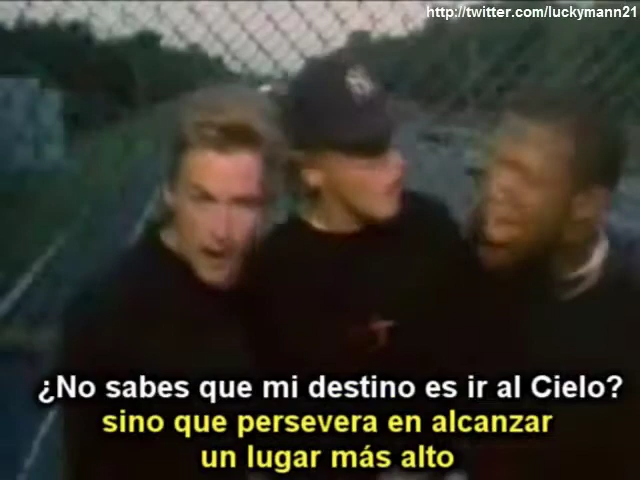 http://twitter.com/luckymann21
¿No sabes que mi destino es ir al Cielo?
sino que persevera en alcanzar
un lugar más alto